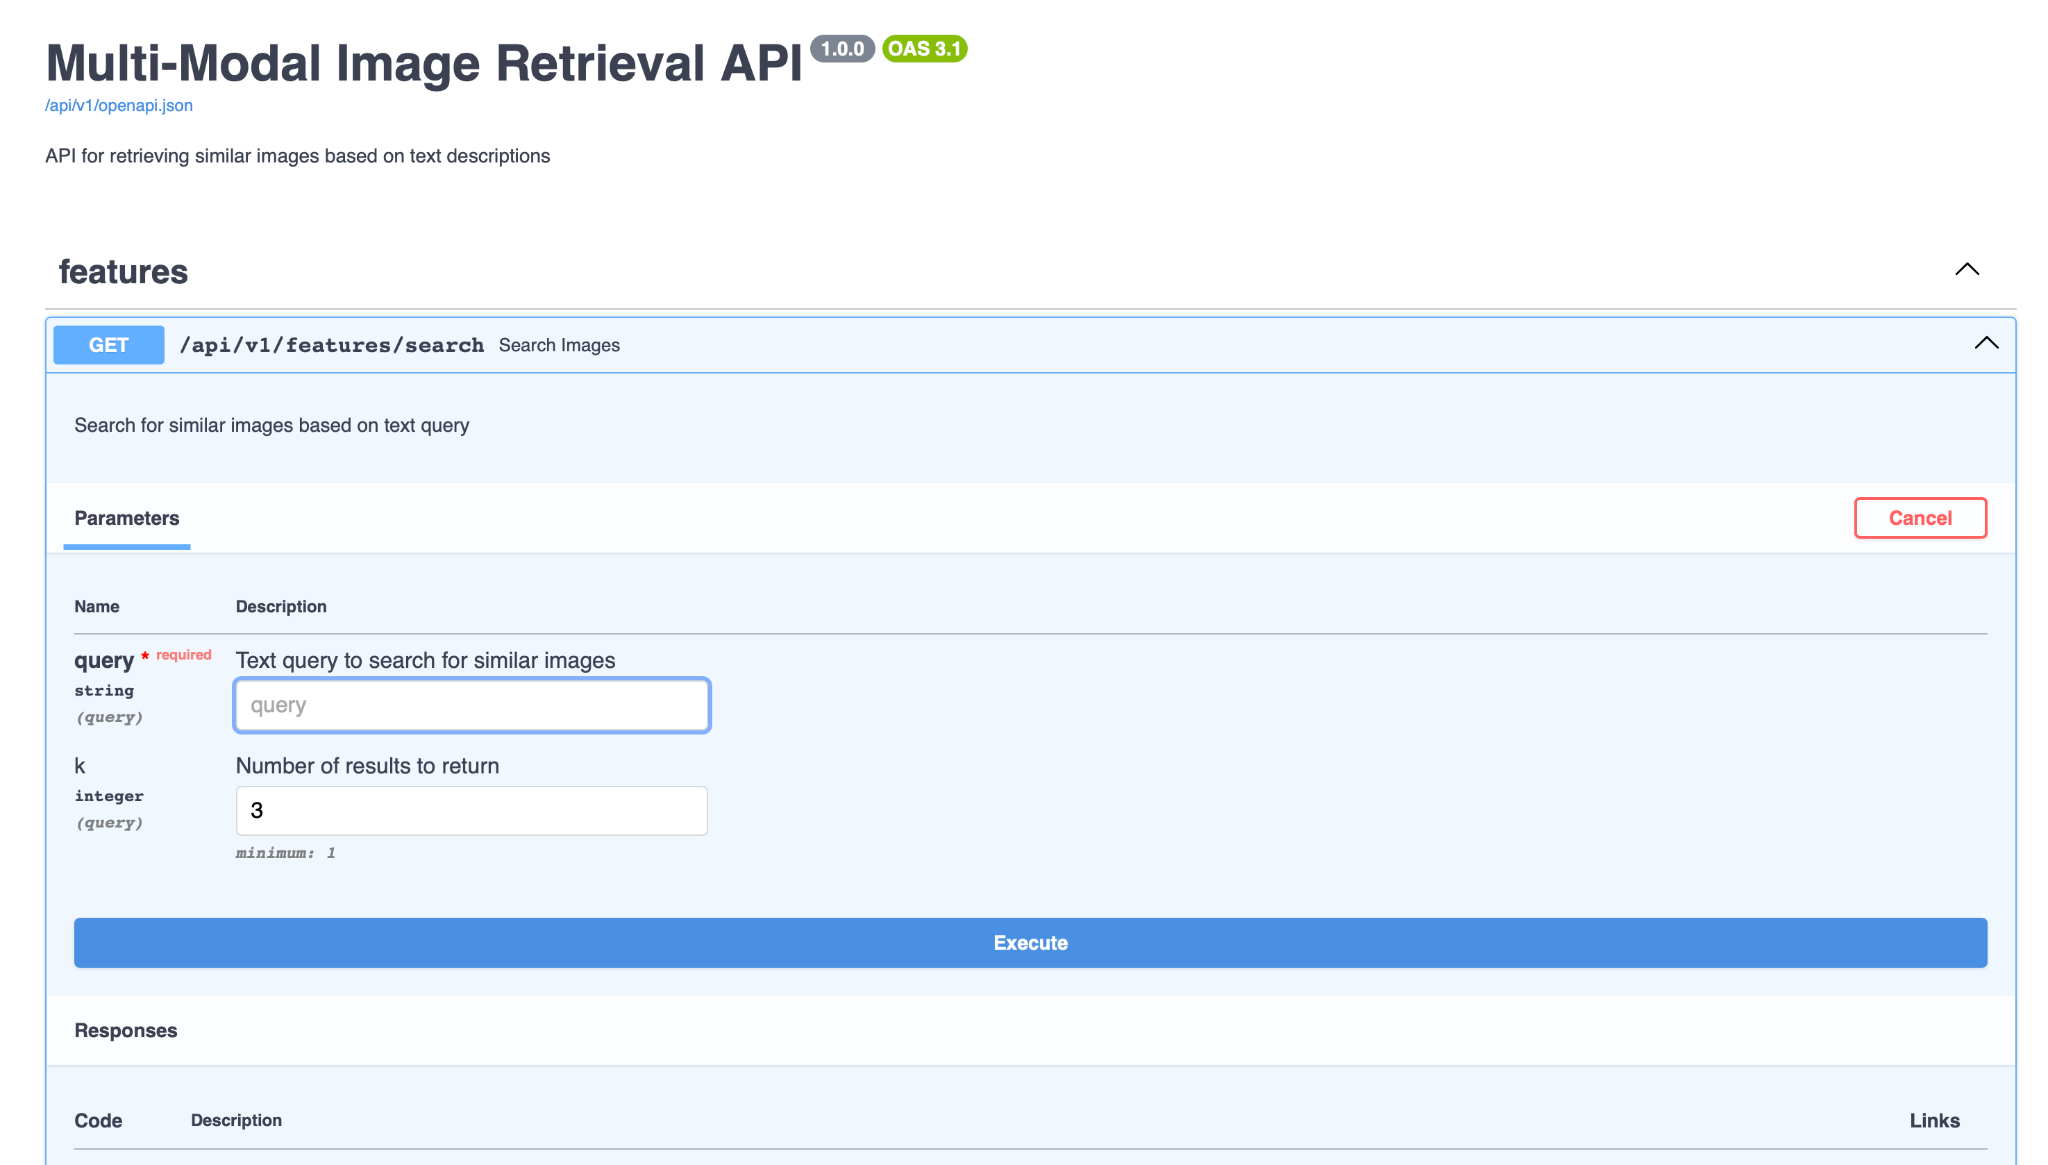 Multi-Modal Image Retrieval API 1.0.0 OAS 3.1
/api/v1/openapi.json
API for retrieving similar images based on text descriptions
features
GET /api/v1/features/search Search Images
Search for similar images based on text query
Parameters Cancel
Name Description
query * required Text query to search for similar images
string
(query) query
k Number of results to return
integer
(query) 3
minimum: 1
Execute
Responses
Code Description Links